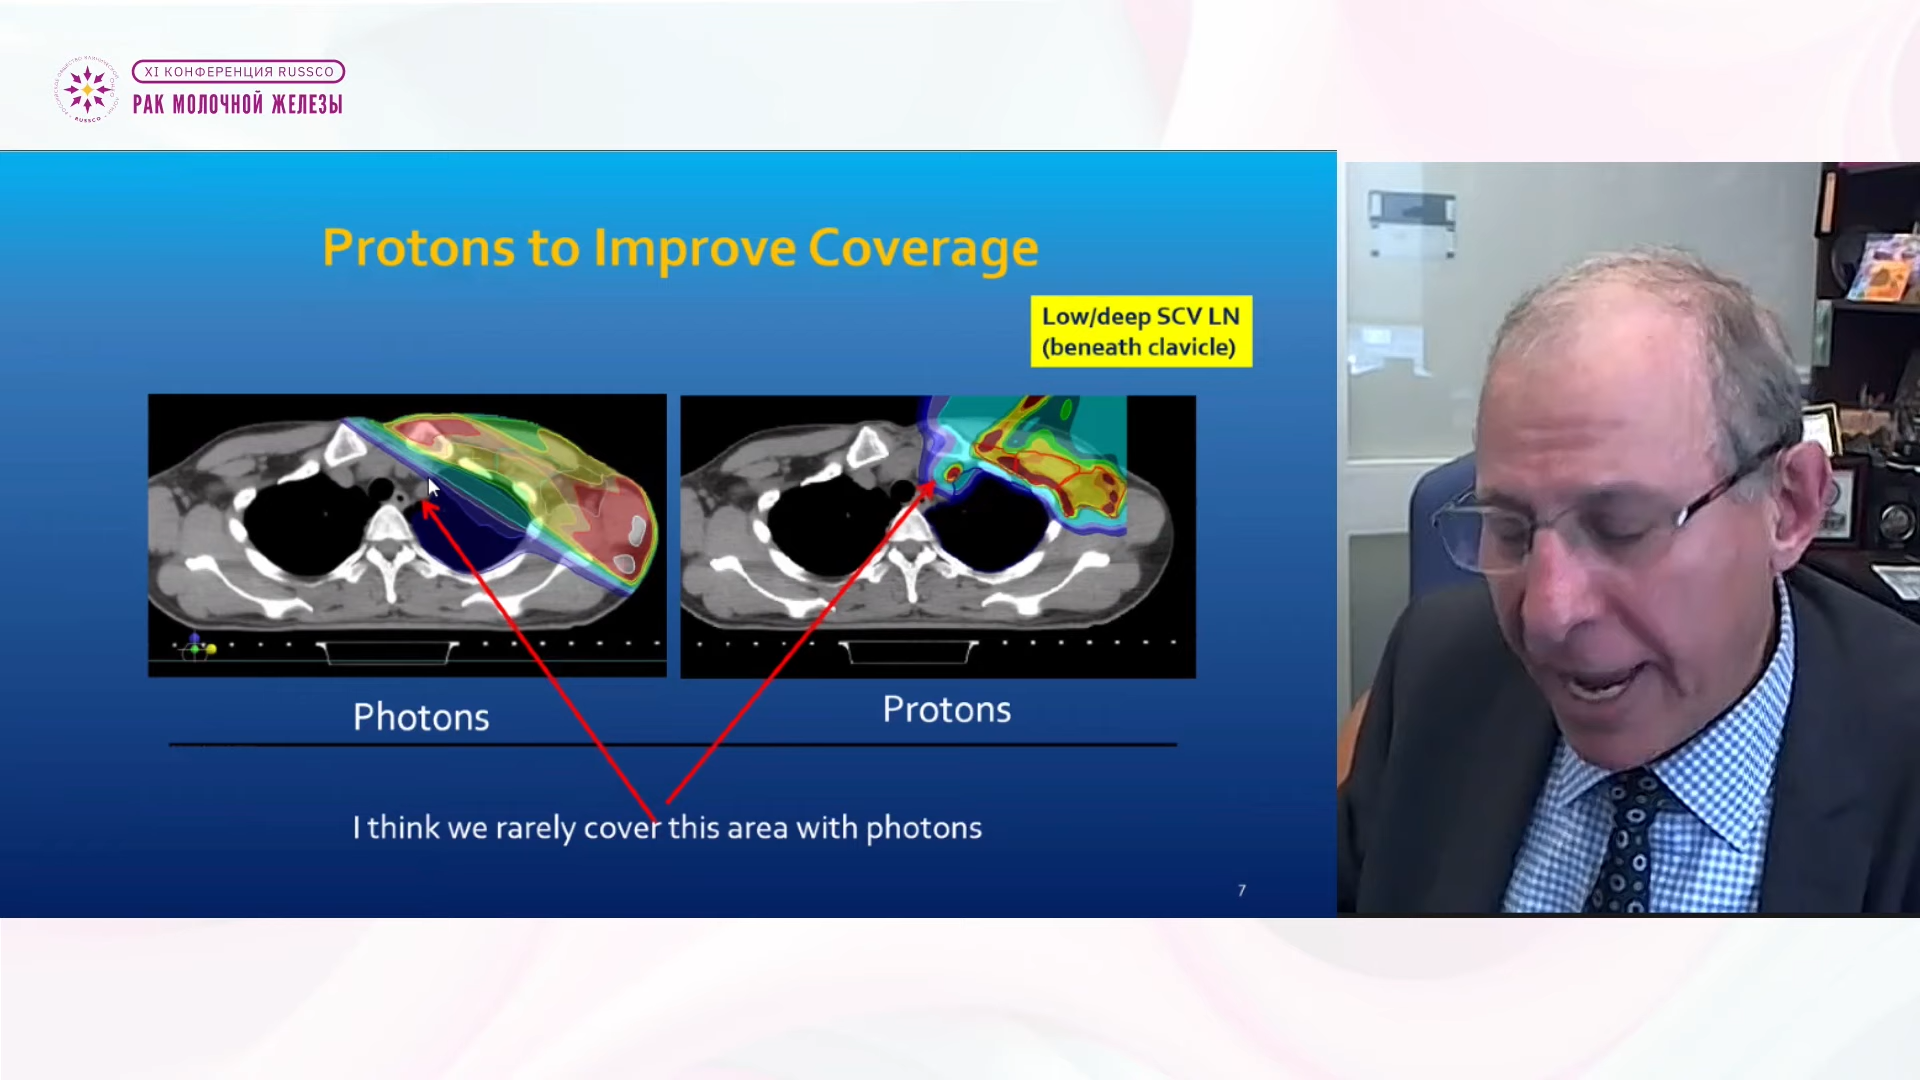 XI КОНФЕРЕНЦИЯ RUSSCO
РАК МОЛОЧНОЙ ЖЕЛЕЗЫ
RUSSCO
Protons to Improve Coverage
Low/deep SCV LN
(beneath clavicle)
Photons
Protons
I think we rarely cover this area with photons
7